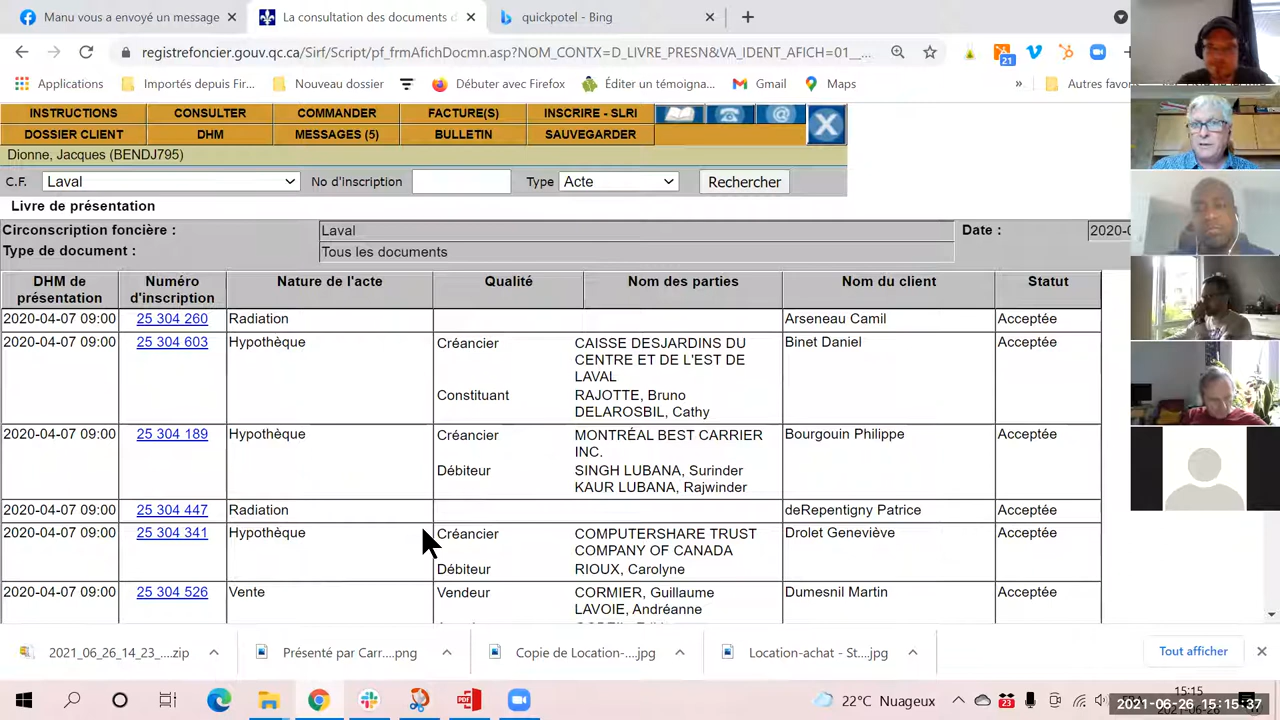 Manu vous a envoyé un message
La consultation des documents d
quickpotel - Bing
registrefoncier.gouv.qc.ca/Sirf/Script/pf_frmAfichDocmn.asp?NOM_CONTX=D_LIVRE_PRESN&VA_IDENT_AFICH=01__...
21
Applications
Importés depuis Fir...
Nouveau dossier
Débuter avec Firefox
Éditer un témoigna...
Gmail
Maps
»
Autres favoris
INSTRUCTIONS CONSULTER COMMANDER FACTURE(S) INSCRIRE - SLRI
DOSSIER CLIENT DHM MESSAGES (5) BULLETIN SAUVEGARDER
Dionne, Jacques (BENDJ795)
C.F. Laval No d'inscription Type Acte Rechercher
Livre de présentation
Circonscription foncière : Laval Date : 2020-0
Type de document : Tous les documents
DHM de présentation Numéro d'inscription Nature de l'acte Qualité Nom des parties Nom du client Statut
2020-04-07 09:00 25 304 260 Radiation Arseneau Camil Acceptée
2020-04-07 09:00 25 304 603 Hypothèque Créancier CAISSE DESJARDINS DU Binet Daniel Acceptée
CENTRE ET DE L'EST DE
LAVAL
Constituant RAJOTTE, Bruno
DELAROSBIL, Cathy
2020-04-07 09:00 25 304 189 Hypothèque Créancier MONTRÉAL BEST CARRIER Bourgouin Philippe Acceptée
INC.
Débiteur SINGH LUBANA, Surinder
KAUR LUBANA, Rajwinder
2020-04-07 09:00 25 304 447 Radiation deRepentigny Patrice Acceptée
2020-04-07 09:00 25 304 341 Hypothèque Créancier COMPUTERSHARE TRUST Drolet Geneviève Acceptée
COMPANY OF CANADA
Débiteur RIOUX, Carolyne
2020-04-07 09:00 25 304 526 Vente Vendeur CORMIER, Guillaume Dumesnil Martin Acceptée
LAVOIE, Andréanne
2021_06_26_14_23_....zip
Présenté par Carr....png
Copie de Location-....jpg
Location-achat - St....jpg
Tout afficher
22°C Nuageux
23
15:15
2021-06-26 15:15:37